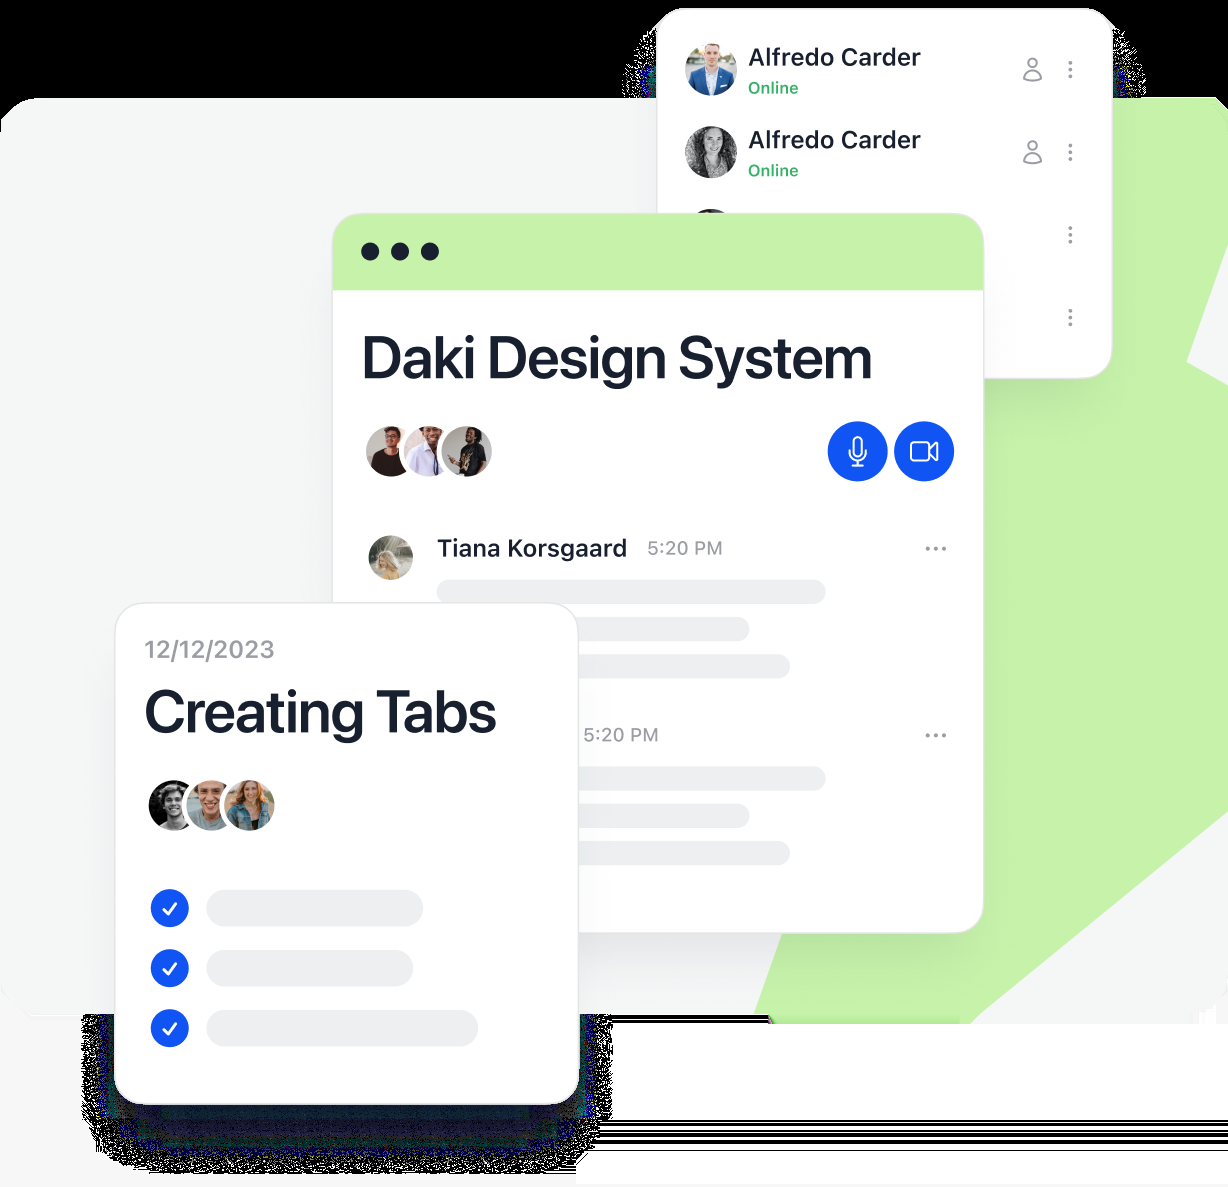 Alfredo Carder
Online
Alfredo Carder
Online
Daki Design System
Tiana Korsgaard 5:20 PM
5:20 PM
12/12/2023
Creating Tabs